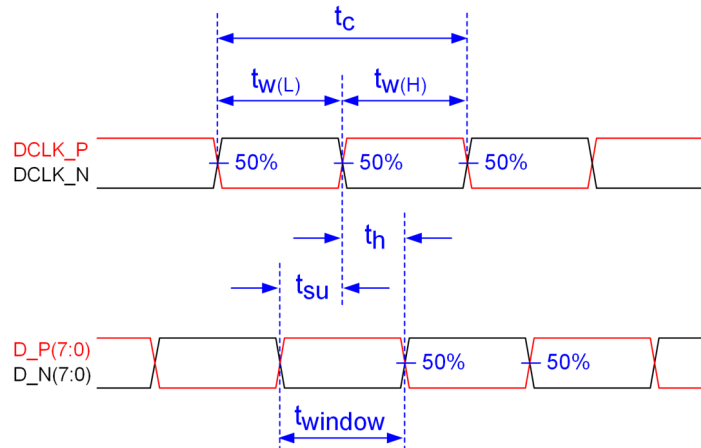 tc
tw(L) tw(H)
DCLK_P
DCLK_N
50% 50% 50%
th
tsu
D_P(7:0)
D_N(7:0)
50% 50%
twindow